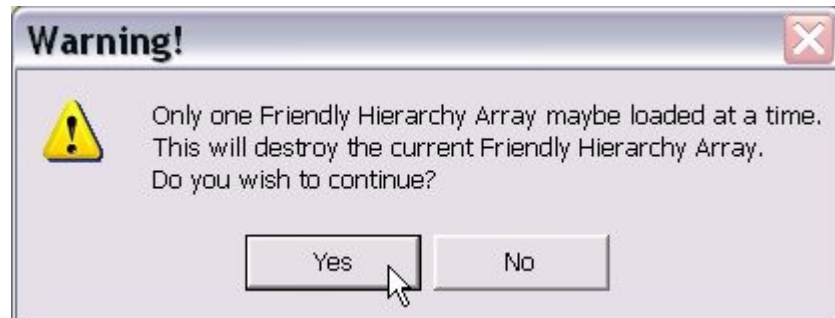 Warning!
Only one Friendly Hierarchy Array maybe loaded at a time.
This will destroy the current Friendly Hierarchy Array.
Do you wish to continue?
Yes
No